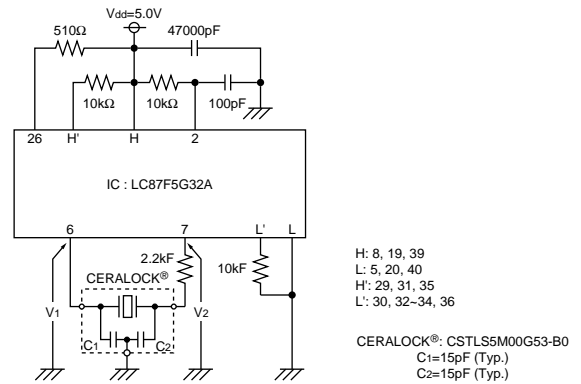 Vdd=5.0V
510Ω
47000pF
10kΩ
10kΩ
100pF
26
H'
H
2
IC : LC87F5G32A
6
7
L'
L
2.2kF
10kF
CERALOCK®
V1
V2
C1
C2
H: 8, 19, 39
L: 5, 20, 40
H': 29, 31, 35
L': 30, 32~34, 36
CERALOCK®: CSTLS5M00G53-B0
C1=15pF (Typ.)
C2=15pF (Typ.)